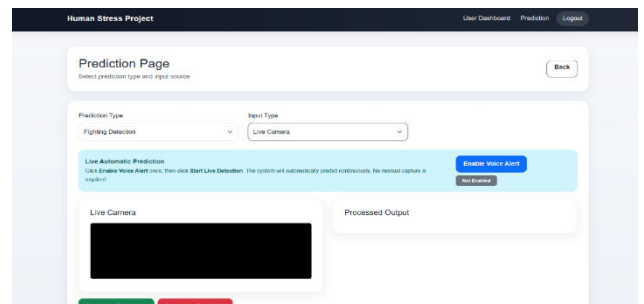 Human Stress Project
User Dashboard Prediction Logout
Prediction Page
Select prediction type and input source
Back
Prediction Type
Input Type
Fighting Detection
Live Camera
Live Automatic Prediction
Click Enable Voice Alert once, then click Start Live Detection. The system will automatically predict continuously. No manual capture is
required.
Enable Voice Alert
Not Enabled
Live Camera
Processed Output